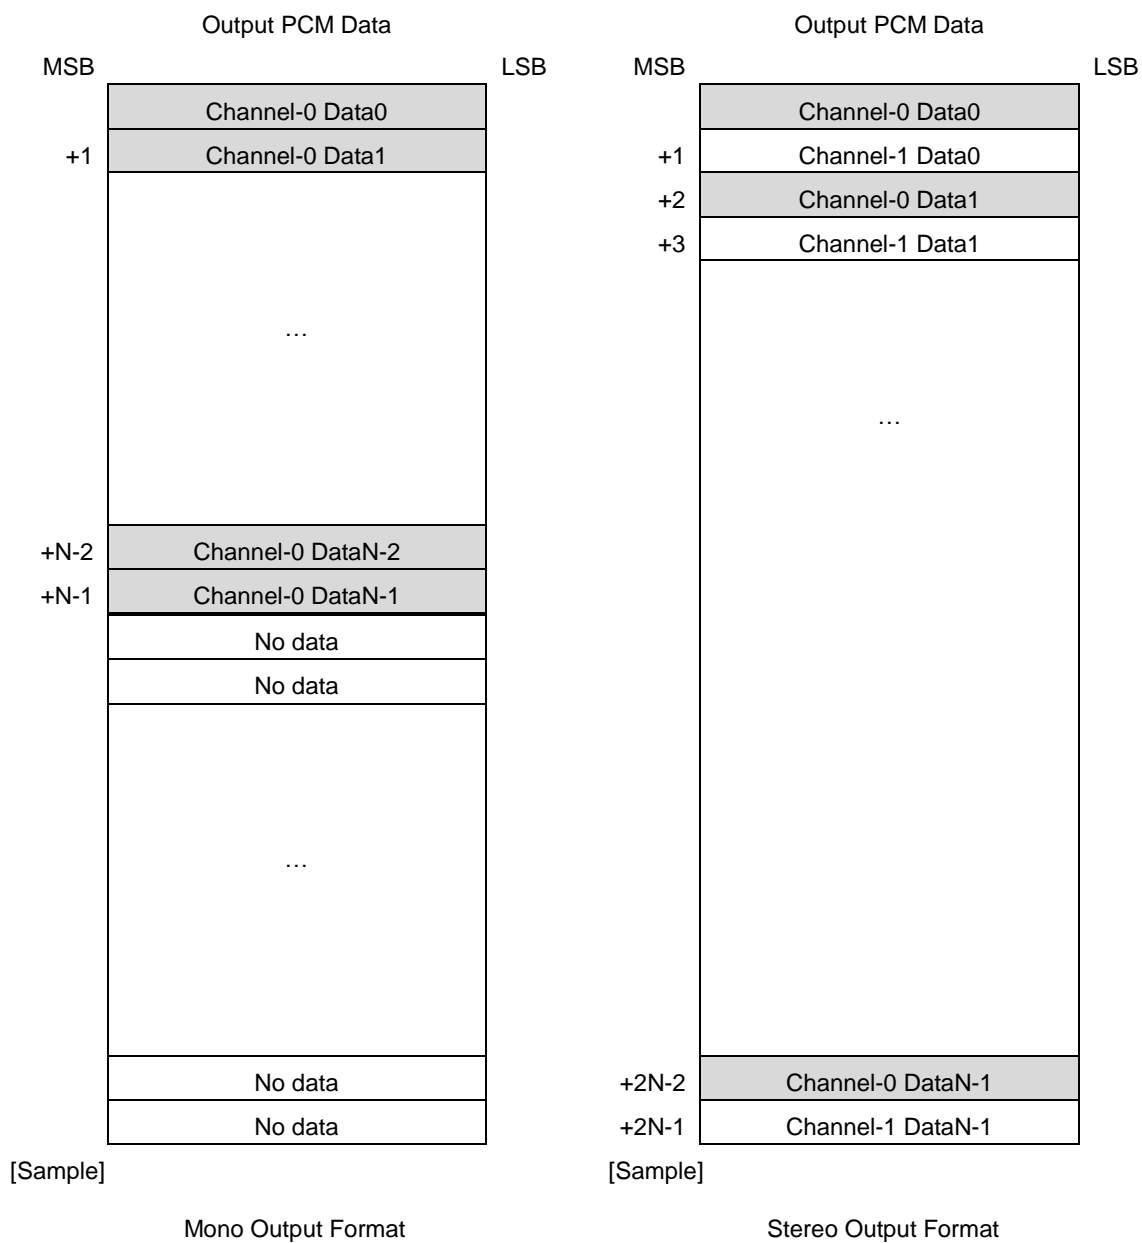 Output PCM Data
MSB
LSB
Channel-0 Data0
+1
Channel-0 Data1
…
+N-2
Channel-0 DataN-2
+N-1
Channel-0 DataN-1
No data
No data
…
No data
No data
[Sample]
Mono Output Format
Output PCM Data
MSB
LSB
Channel-0 Data0
+1
Channel-1 Data0
+2
Channel-0 Data1
+3
Channel-1 Data1
…
+2N-2
Channel-0 DataN-1
+2N-1
Channel-1 DataN-1
[Sample]
Stereo Output Format